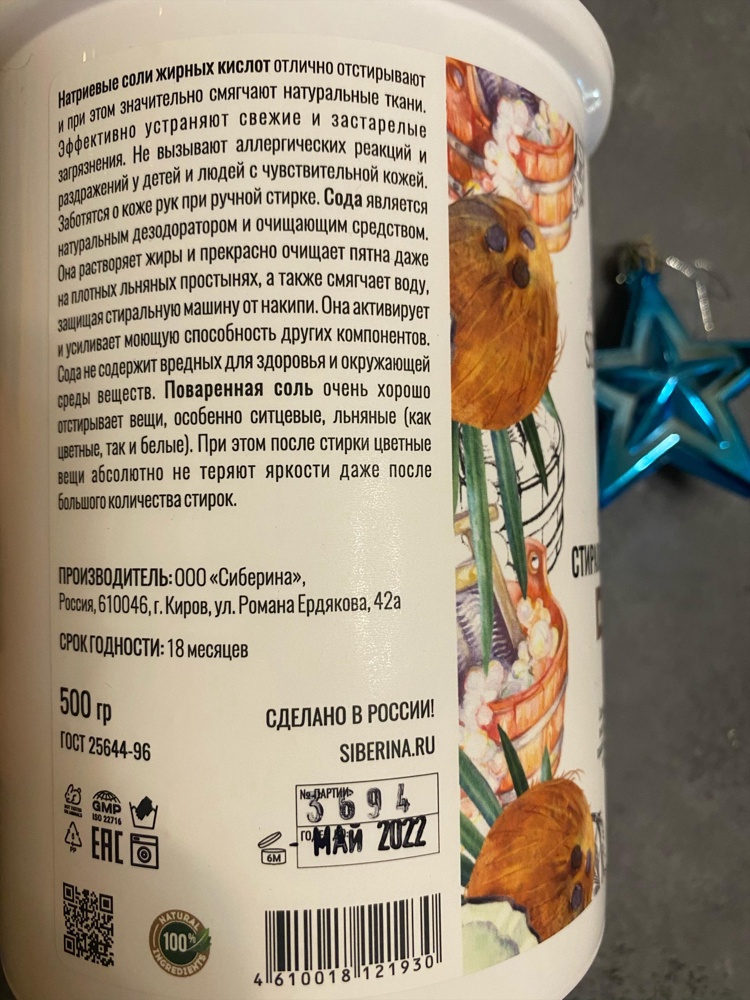 Натриевые соли жирных кислот отлично отстирывают
и при этом значительно смягчают натуральные ткани.
Эффективно устраняют свежие и застарелые
загрязнения. Не вызывают аллергических реакций и
раздражений у детей и людей с чувствительной кожей.
Заботятся о коже рук при ручной стирке. Сода является
натуральным дезодоратором и очищающим средством.
Она растворяет жиры и прекрасно очищает пятна даже
на плотных льняных простынях, а также смягчает воду,
защищая стиральную машину от накипи. Она активирует
и усиливает моющую способность других компонентов.
Сода не содержит вредных для здоровья и окружающей
среды веществ. Поваренная соль очень хорошо
отстирывает вещи, особенно ситцевые, льняные (как
цветные, так и белые). При этом после стирки цветные
вещи абсолютно не теряют яркости даже после
большого количества стирок.
ПРОИЗВОДИТЕЛЬ: ООО «Сиберина»,
Россия, 610046, г. Киров, ул. Романа Ердякова, 42а
СРОК ГОДНОСТИ: 18 месяцев
500 гр
ГОСТ 25644-96
СДЕЛАНО В РОССИИ!
SIBERINA.RU
№ ПАРТИИ:
3694
МАЙ 2022
6М
GMP
ISO 22716
5
PP
ЕАС
NATURAL
100%
INGREDIENTS
4 610018 121930
СТИРА